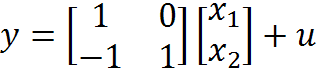 y = [1 0; -1 1] [x₁; x₂] + u